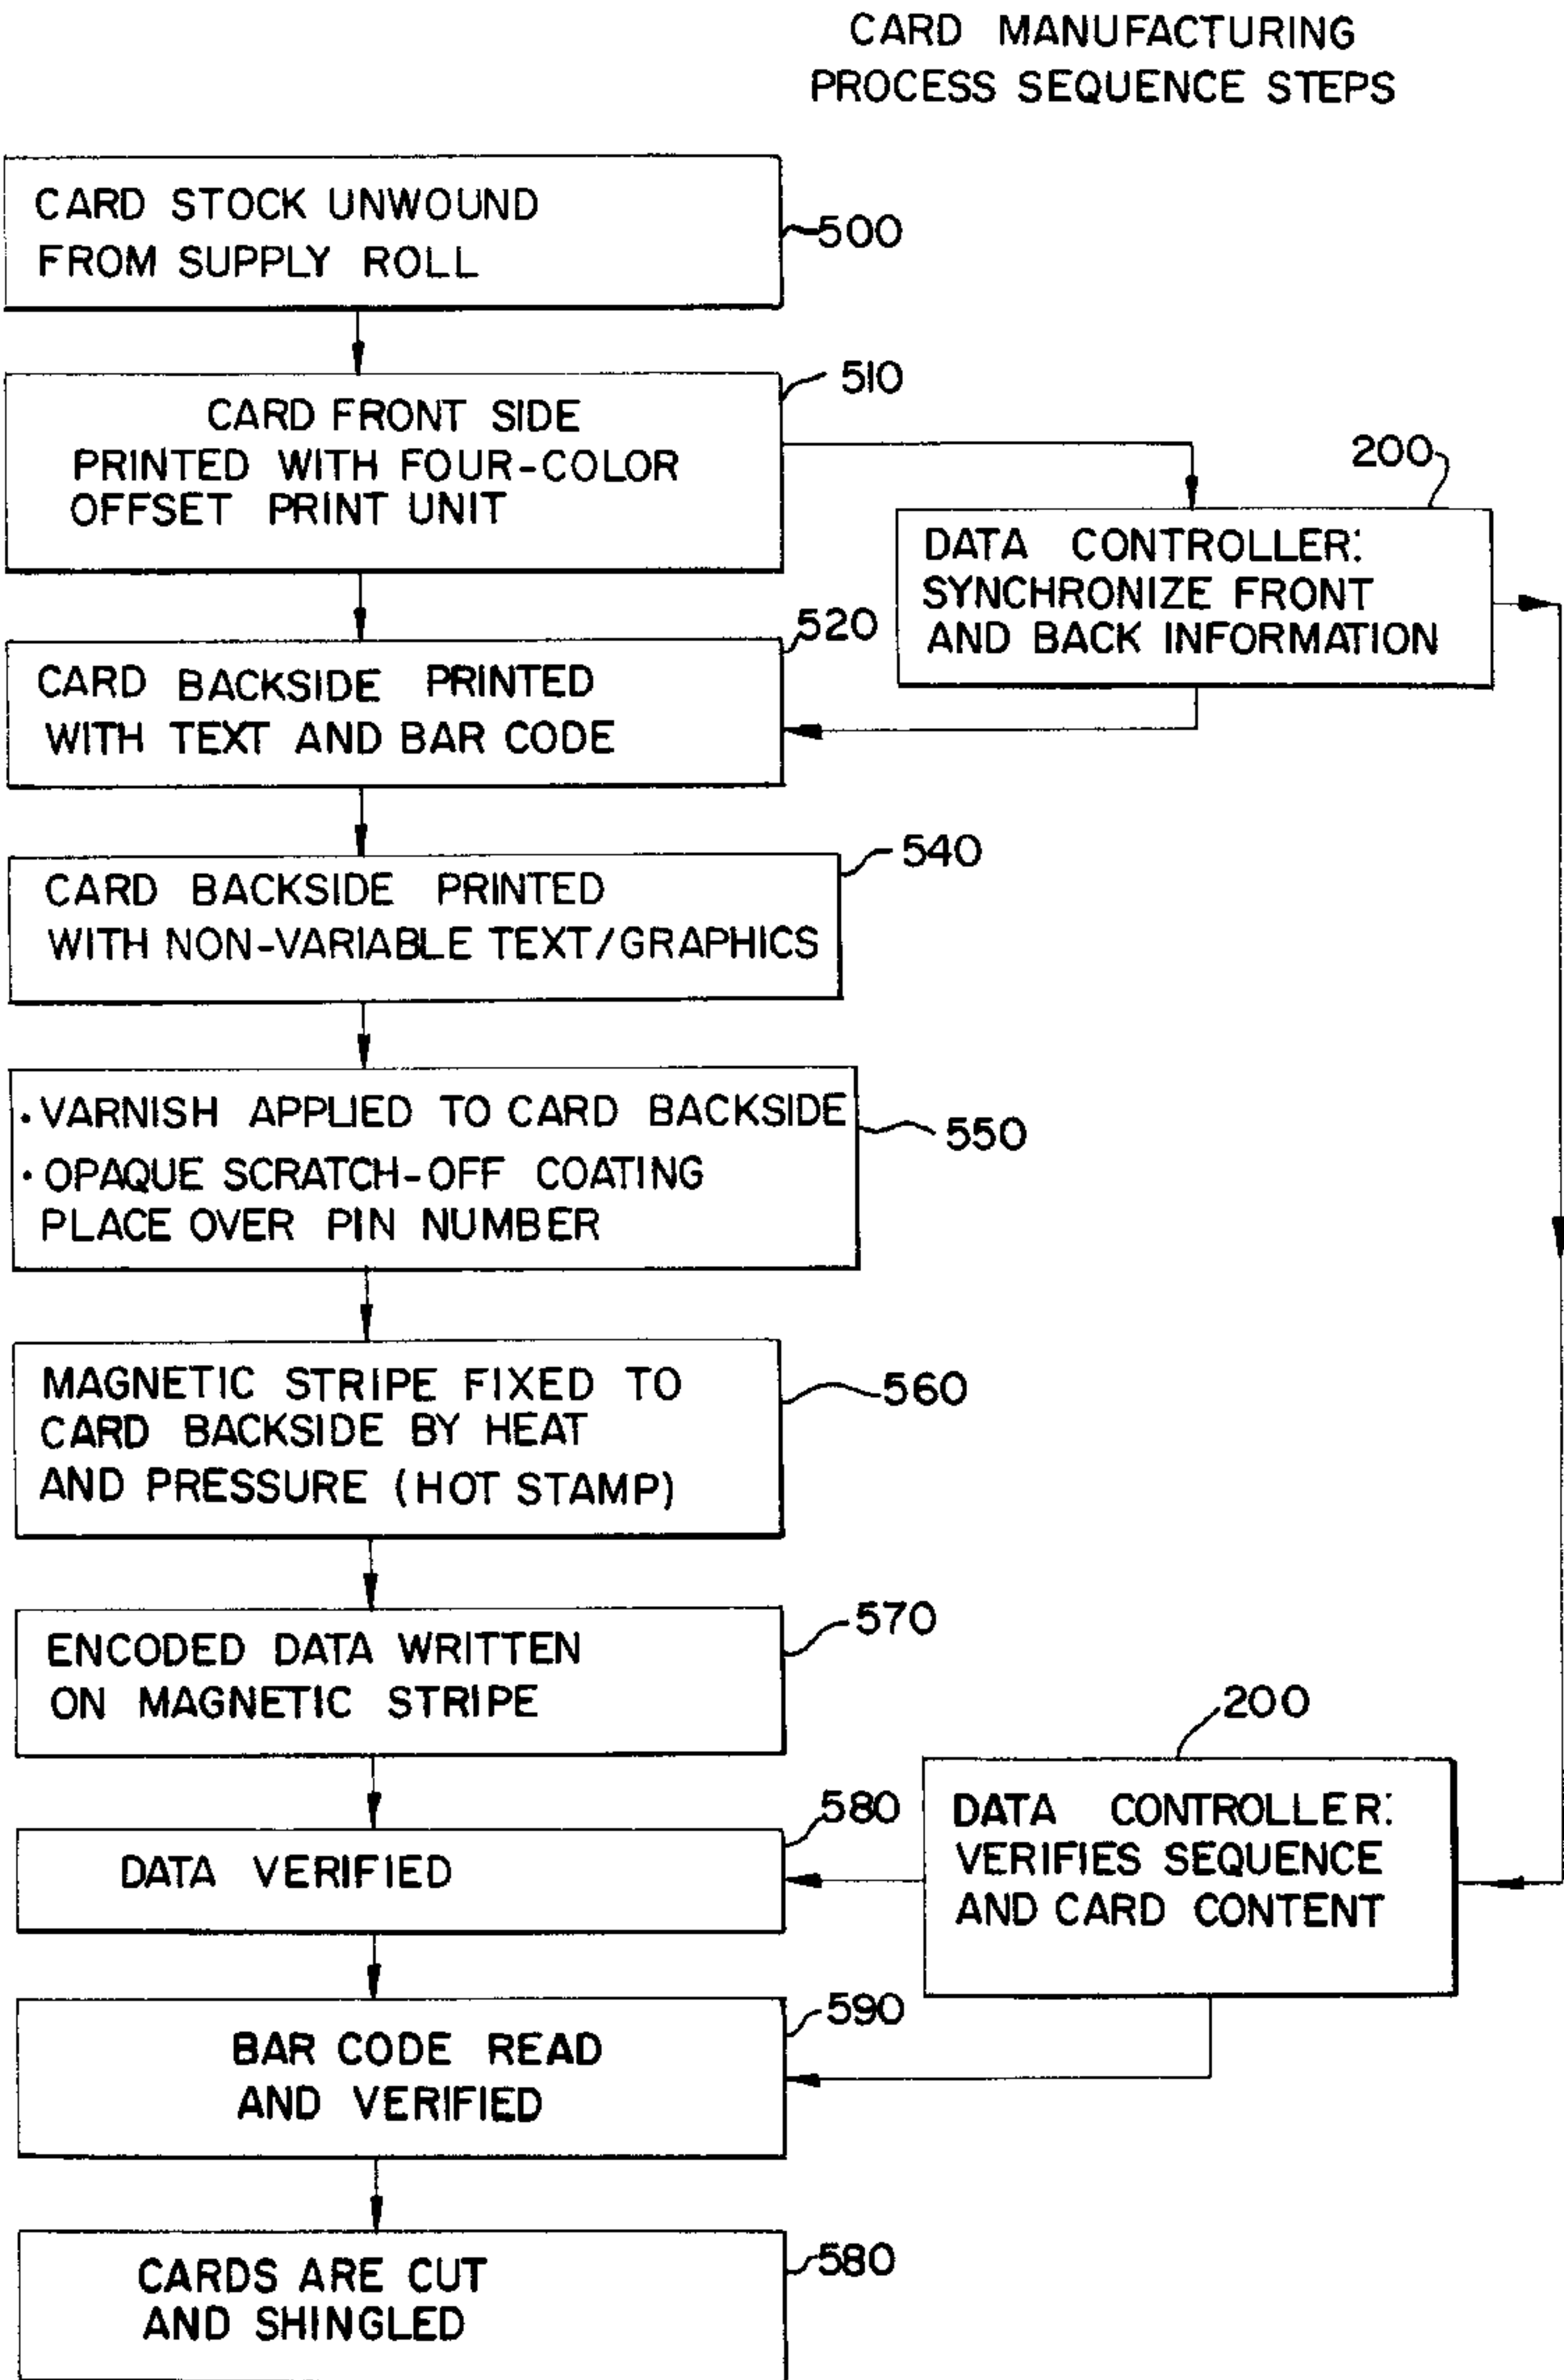 CARD MANUFACTURING
PROCESS SEQUENCE STEPS
CARD STOCK UNWOUND
FROM SUPPLY ROLL
500
CARD FRONT SIDE
PRINTED WITH FOUR-COLOR
OFFSET PRINT UNIT
510
200
DATA CONTROLLER:
SYNCHRONIZE FRONT
AND BACK INFORMATION
520
CARD BACKSIDE PRINTED
WITH TEXT AND BAR CODE
540
CARD BACKSIDE PRINTED
WITH NON-VARIABLE TEXT/GRAPHICS
· VARNISH APPLIED TO CARD BACKSIDE
· OPAQUE SCRATCH-OFF COATING
PLACE OVER PIN NUMBER
550
MAGNETIC STRIPE FIXED TO
CARD BACKSIDE BY HEAT
AND PRESSURE (HOT STAMP)
560
ENCODED DATA WRITTEN
ON MAGNETIC STRIPE
570
200
DATA CONTROLLER:
VERIFIES SEQUENCE
AND CARD CONTENT
580
DATA VERIFIED
590
BAR CODE READ
AND VERIFIED
CARDS ARE CUT
AND SHINGLED
580